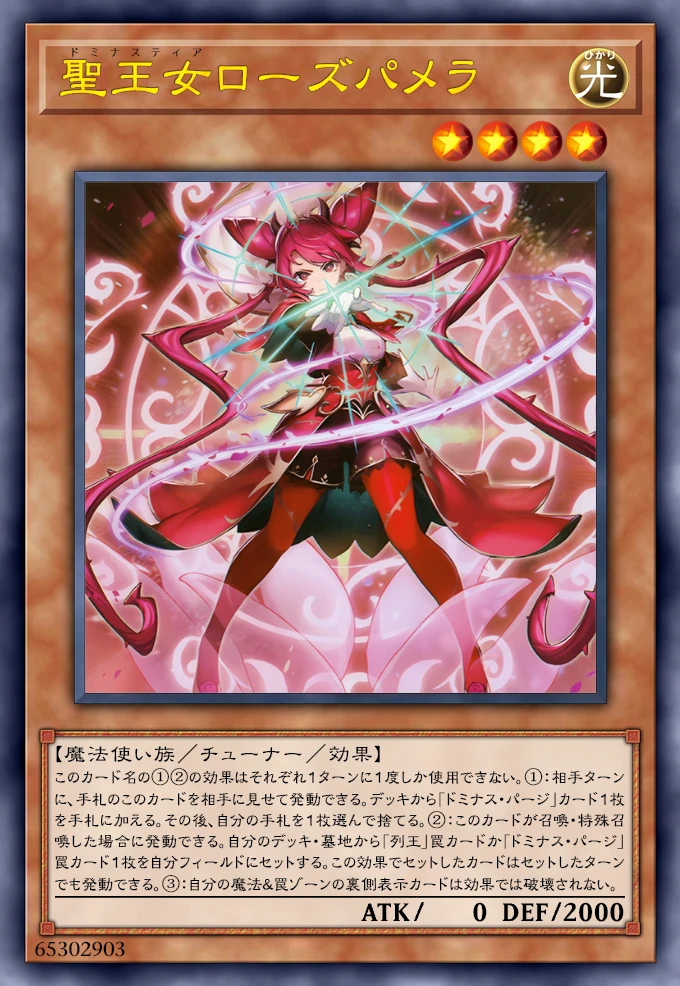 ドミナスティア
聖王女ローズパメラ
ひかり
光
【魔法使い族／チューナー／効果】
このカード名の①②の効果はそれぞれ1ターンに1度しか使用できない。①：相手ターン
に、手札のこのカードを相手に見せて発動できる。デッキから「ドミナス・パージ」カード1枚
を手札に加える。その後、自分の手札を1枚選んで捨てる。②：このカードが召喚・特殊召
喚した場合に発動できる。自分のデッキ・墓地から「列王」罠カードか「ドミナス・パージ」
罠カード1枚を自分フィールドにセットする。この効果でセットしたカードはセットしたターン
でも発動できる。③：自分の魔法&罠ゾーンの裏側表示カードは効果では破壊されない。
ATK/ 0 DEF/2000
65302903